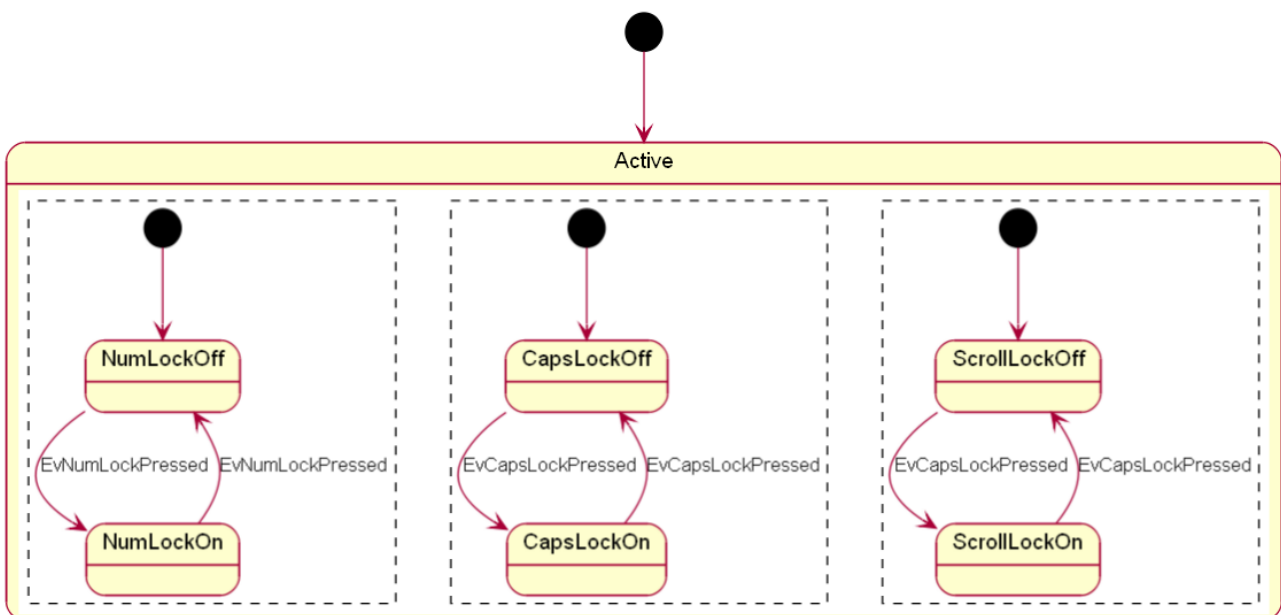 Active
NumLockOff
CapsLockOff
ScrollLockOff
EvNumLockPressed
EvNumLockPressed
EvCapsLockPressed
EvCapsLockPressed
EvCapsLockPressed
EvCapsLockPressed
NumLockOn
CapsLockOn
ScrollLockOn